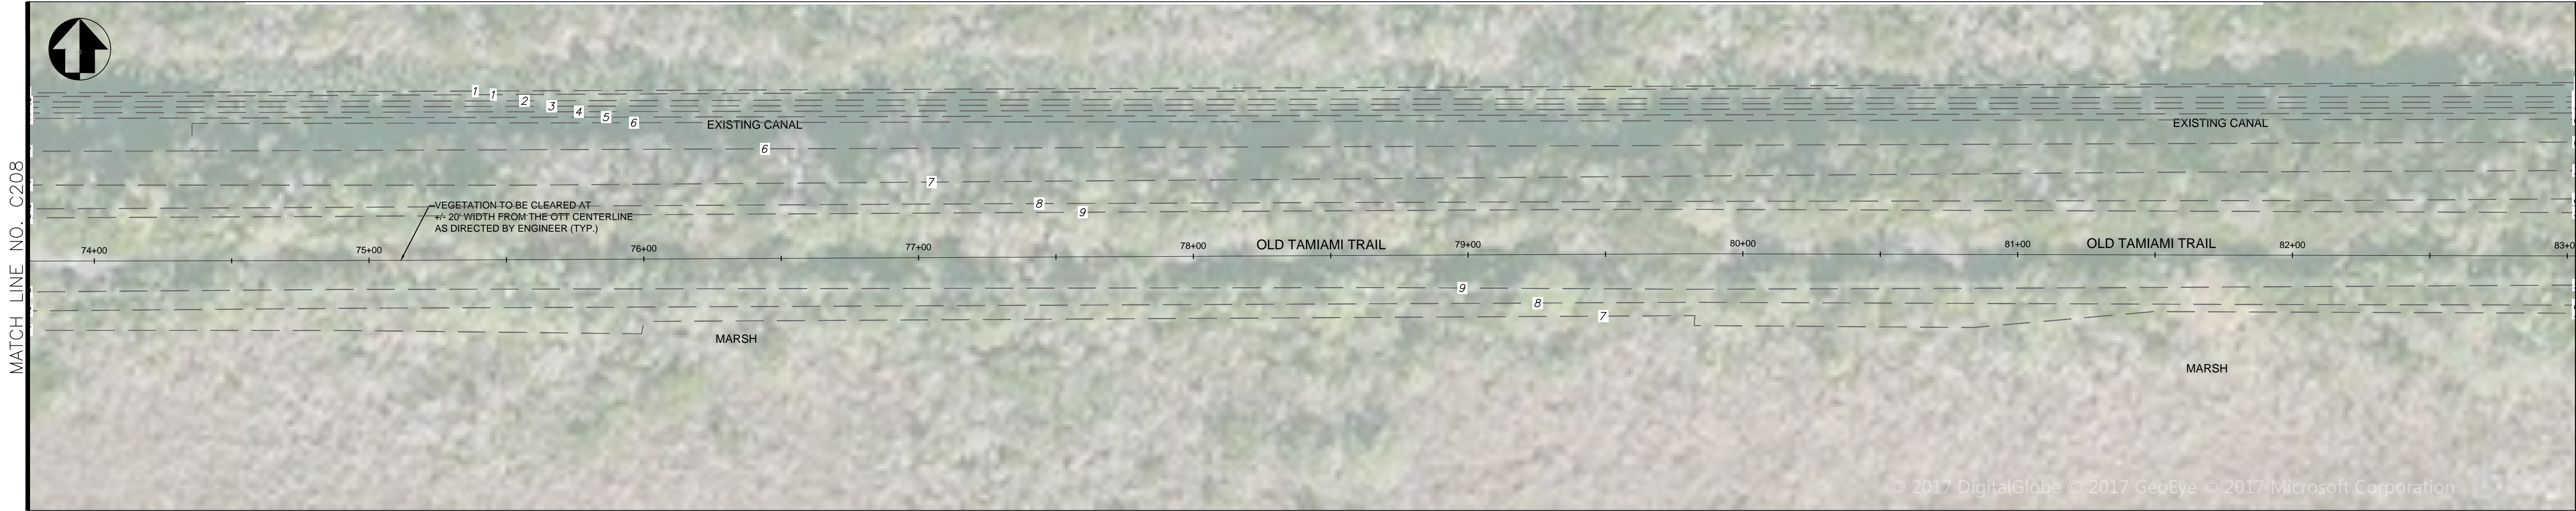 MATCH LINE NO. C208
1
1
2
3
4
5
6
EXISTING CANAL
EXISTING CANAL
6
7
8
9
VEGETATION TO BE CLEARED AT
+/- 20' WIDTH FROM THE OTT CENTERLINE
AS DIRECTED BY ENGINEER (TYP.)
74+00
75+00
76+00
77+00
78+00
OLD TAMIAMI TRAIL
79+00
80+00
81+00
OLD TAMIAMI TRAIL
82+00
83+0
9
8
7
MARSH
MARSH
© 2017 DigitalGlobe © 2017 GeoEye © 2017 Microsoft Corporation